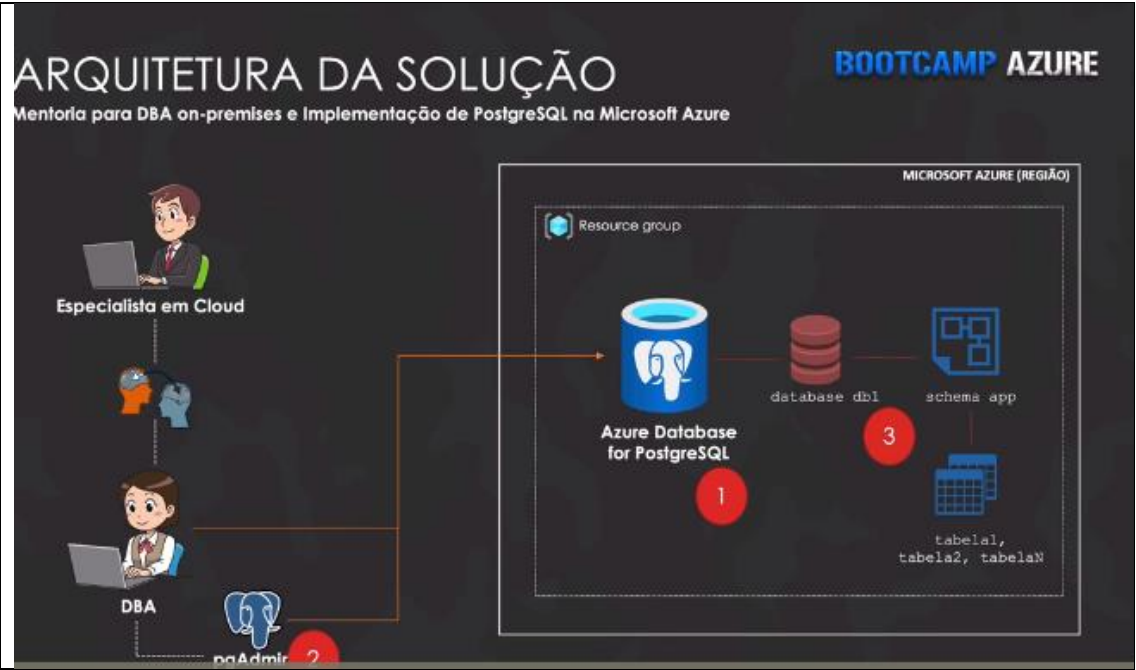 ARQUITETURA DA SOLUÇÃO
BOOTCAMP AZURE
Mentoria para DBA on-premises e Implementação de PostgreSQL na Microsoft Azure
MICROSOFT AZURE (REGIÃO)
Resource group
Especialista em Cloud
database db1
schema app
Azure Database
for PostgreSQL
3
1
tabela1,
tabela2, tabelaN
DBA
pgAdmin
2